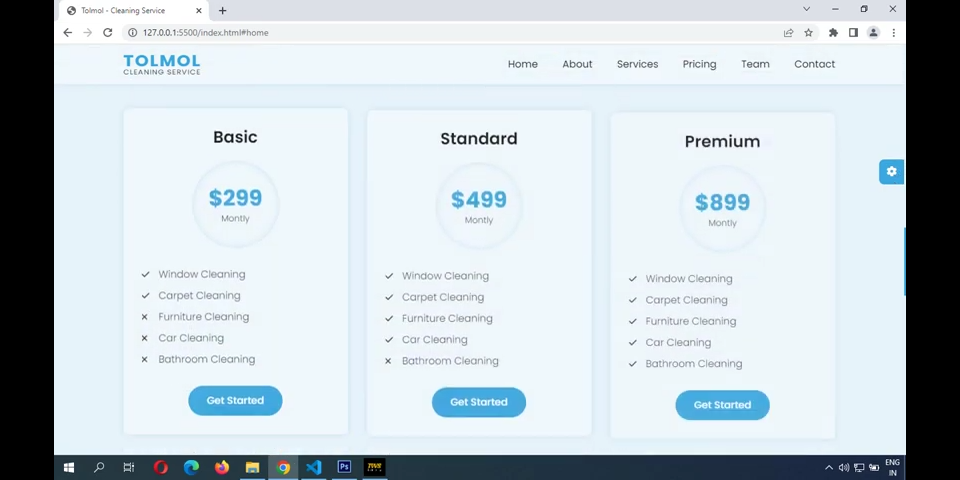 Tolmol - Cleaning Service
127.0.0.1:5500/index.html#home
TOLMOL
CLEANING SERVICE
Home About Services Pricing Team Contact
Basic
$299
Montly
Window Cleaning
Carpet Cleaning
Furniture Cleaning
Car Cleaning
Bathroom Cleaning
Get Started
Standard
$499
Montly
Window Cleaning
Carpet Cleaning
Furniture Cleaning
Car Cleaning
Bathroom Cleaning
Get Started
Premium
$899
Montly
Window Cleaning
Carpet Cleaning
Furniture Cleaning
Car Cleaning
Bathroom Cleaning
Get Started
Ps
ENG
IN